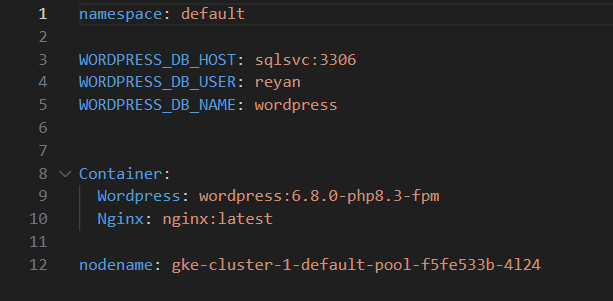 1 namespace: default
2
3 WORDPRESS_DB_HOST: sqlsvc:3306
4 WORDPRESS_DB_USER: reyan
5 WORDPRESS_DB_NAME: wordpress
6
7
8 Container:
9 Wordpress: wordpress:6.8.0-php8.3-fpm
10 Nginx: nginx:latest
11
12 nodename: gke-cluster-1-default-pool-f5fe533b-4l24